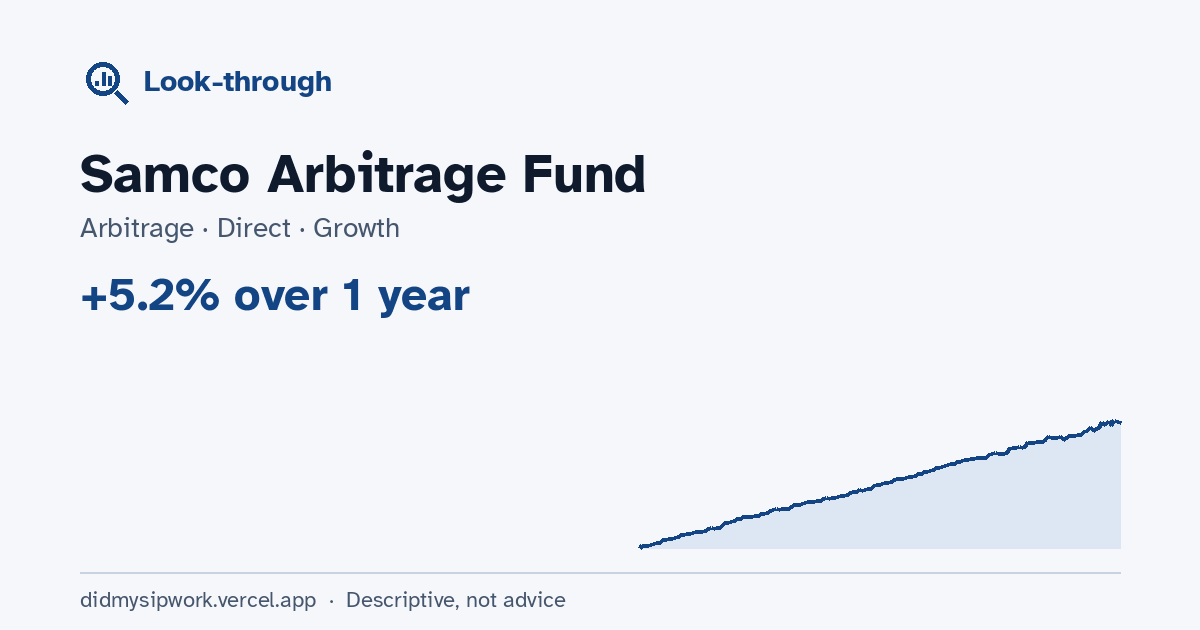 Look-through
Samco Arbitrage Fund
Arbitrage · Direct · Growth
+5.2% over 1 year
didmysipwork.vercel.app · Descriptive, not advice